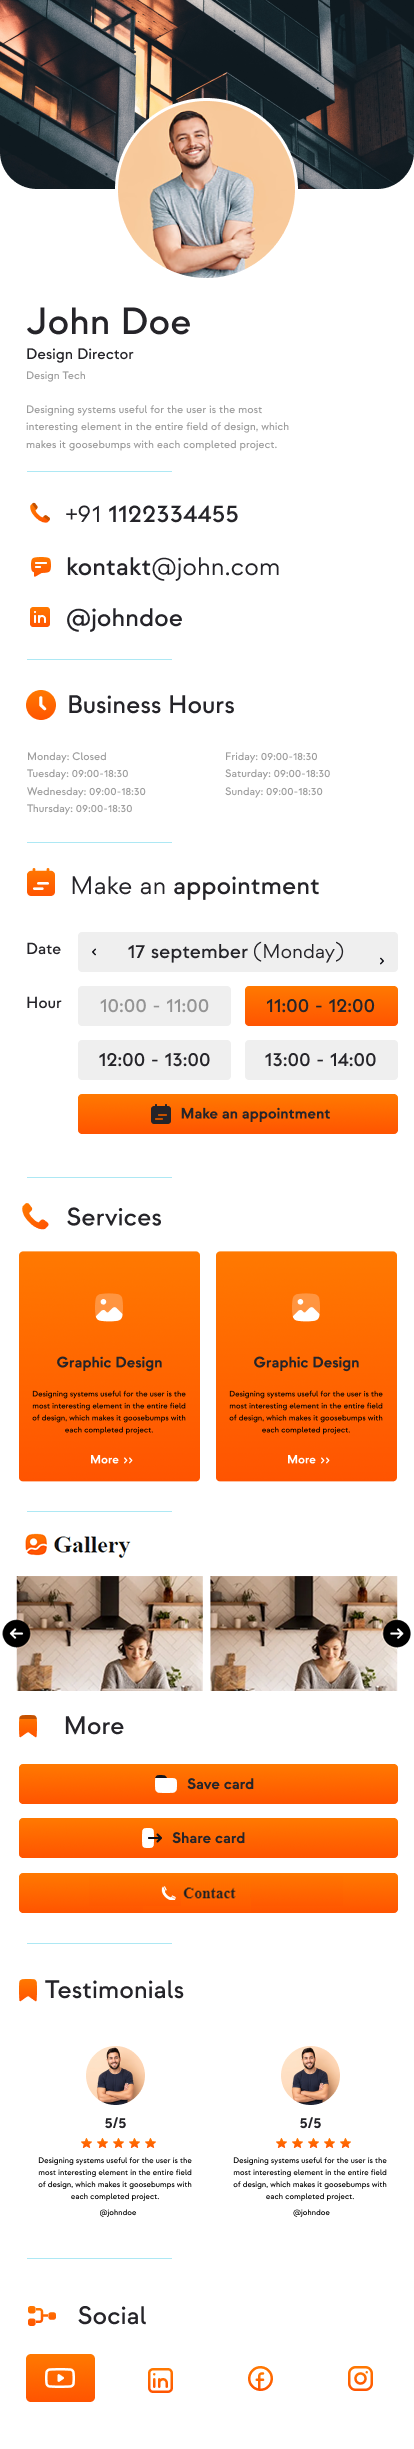 John Doe
Design Director
Design Tech
Designing systems useful for the user is the most
interesting element in the entire field of design, which
makes it goosebumps with each completed project.
+91 1122334455
kontakt@john.com
@johndoe
Business Hours
Monday: Closed
Tuesday: 09:00-18:30
Wednesday: 09:00-18:30
Thursday: 09:00-18:30
Friday: 09:00-18:30
Saturday: 09:00-18:30
Sunday: 09:00-18:30
Make an appointment
Date ‹ 17 september (Monday) ›
Hour 10:00 - 11:00 11:00 - 12:00
12:00 - 13:00 13:00 - 14:00
Make an appointment
Services
Graphic Design
Designing systems useful for the user is the
most interesting element in the entire field
of design, which makes it goosebumps with
each completed project.
More ››
Graphic Design
Designing systems useful for the user is the
most interesting element in the entire field
of design, which makes it goosebumps with
each completed project.
More ››
Gallery
More
Save card
Share card
Contact
Testimonials
5/5
Designing systems useful for the user is the
most interesting element in the entire field
of design, which makes it goosebumps with
each completed project.
@johndoe
5/5
Designing systems useful for the user is the
most interesting element in the entire field
of design, which makes it goosebumps with
each completed project.
@johndoe
Social
in